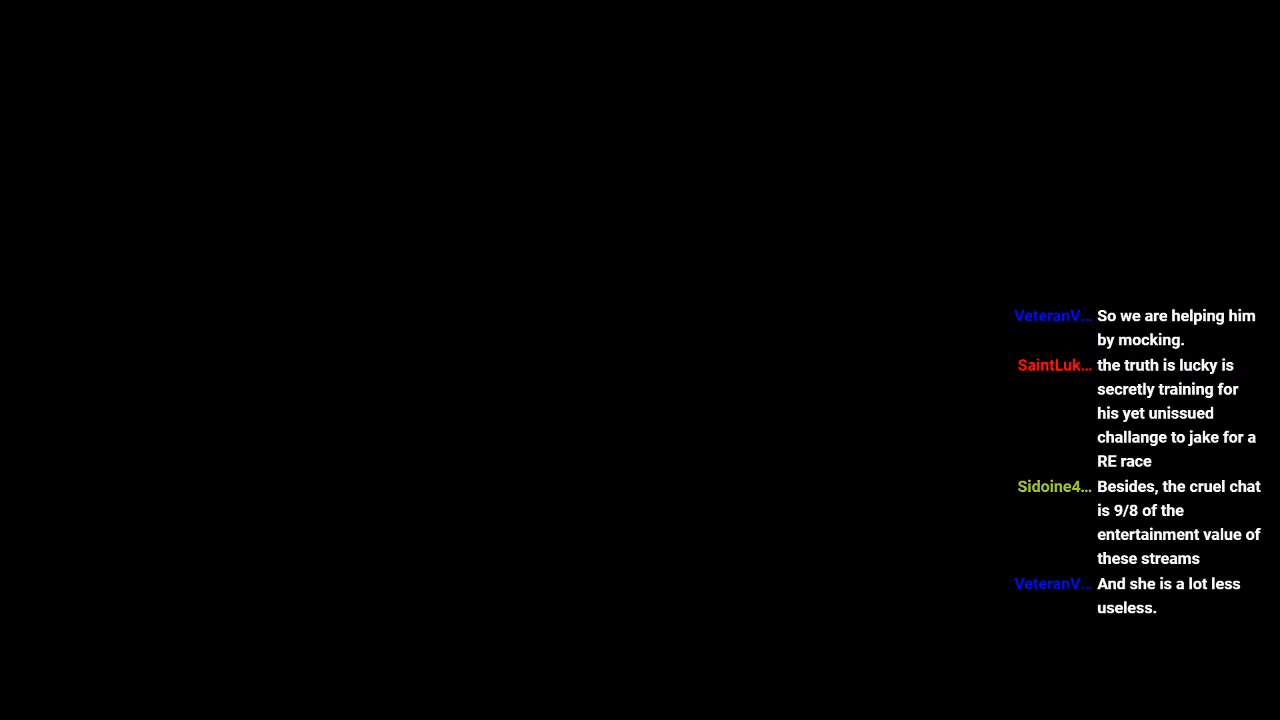 VeteranV... So we are helping him
by mocking.
SaintLuk... the truth is lucky is
secretly training for
his yet unissued
challange to jake for a
RE race
Sidoine4... Besides, the cruel chat
is 9/8 of the
entertainment value of
these streams
VeteranV... And she is a lot less
useless.